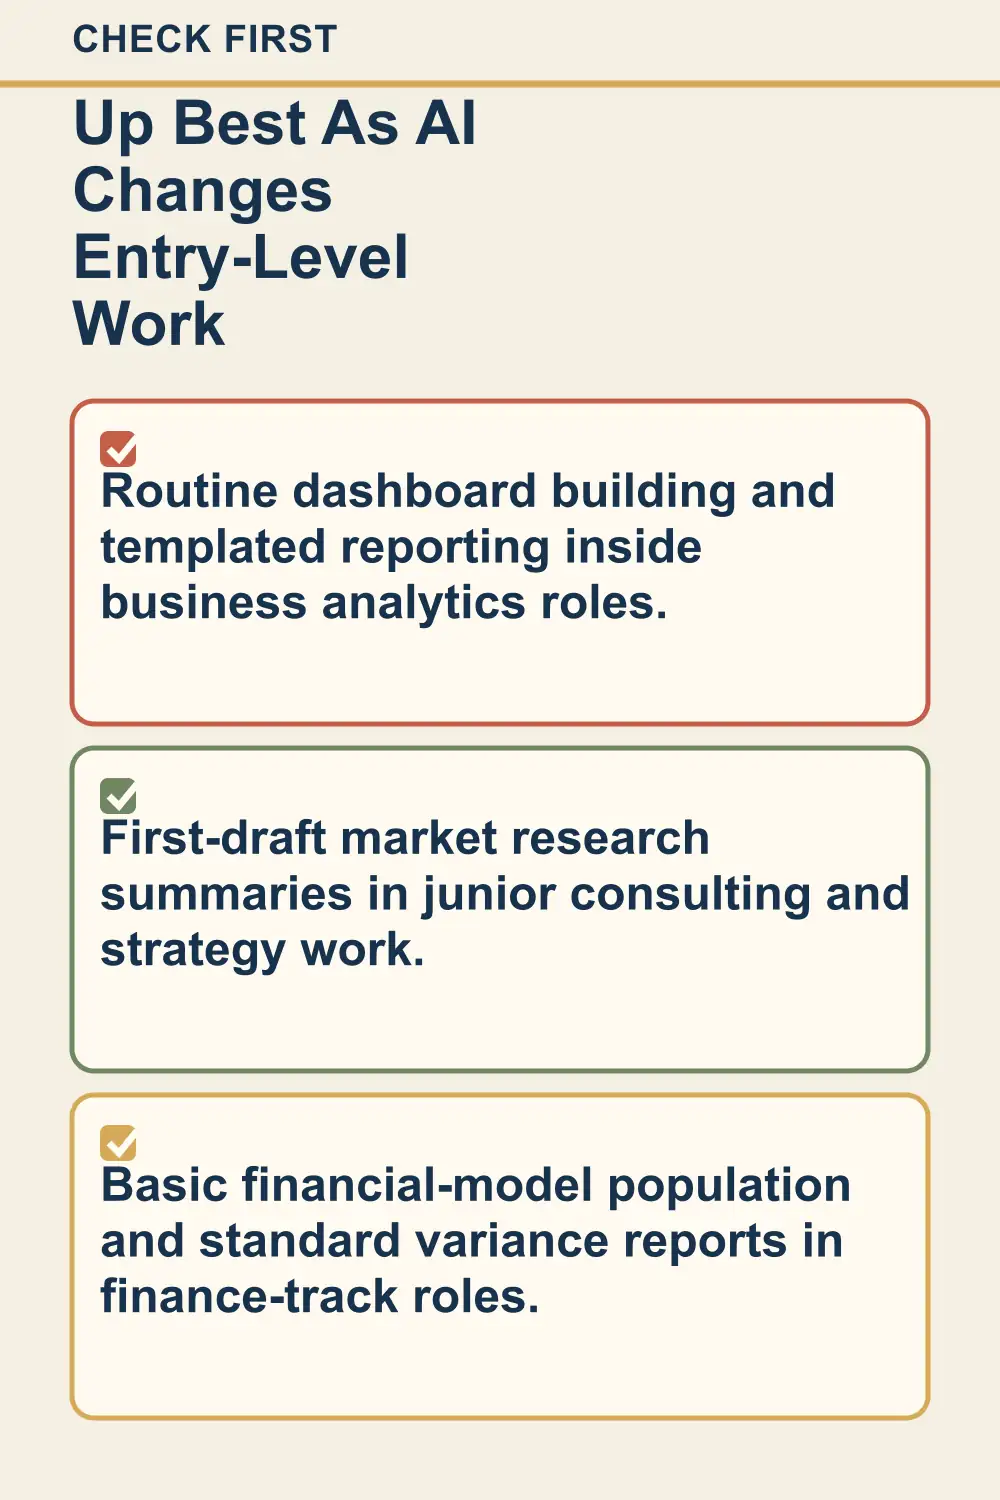 CHECK FIRST
Up Best As AI
Changes
Entry-Level
Work
Routine dashboard building and
templated reporting inside
business analytics roles.
First-draft market research
summaries in junior consulting and
strategy work.
Basic financial-model population
and standard variance reports in
finance-track roles.